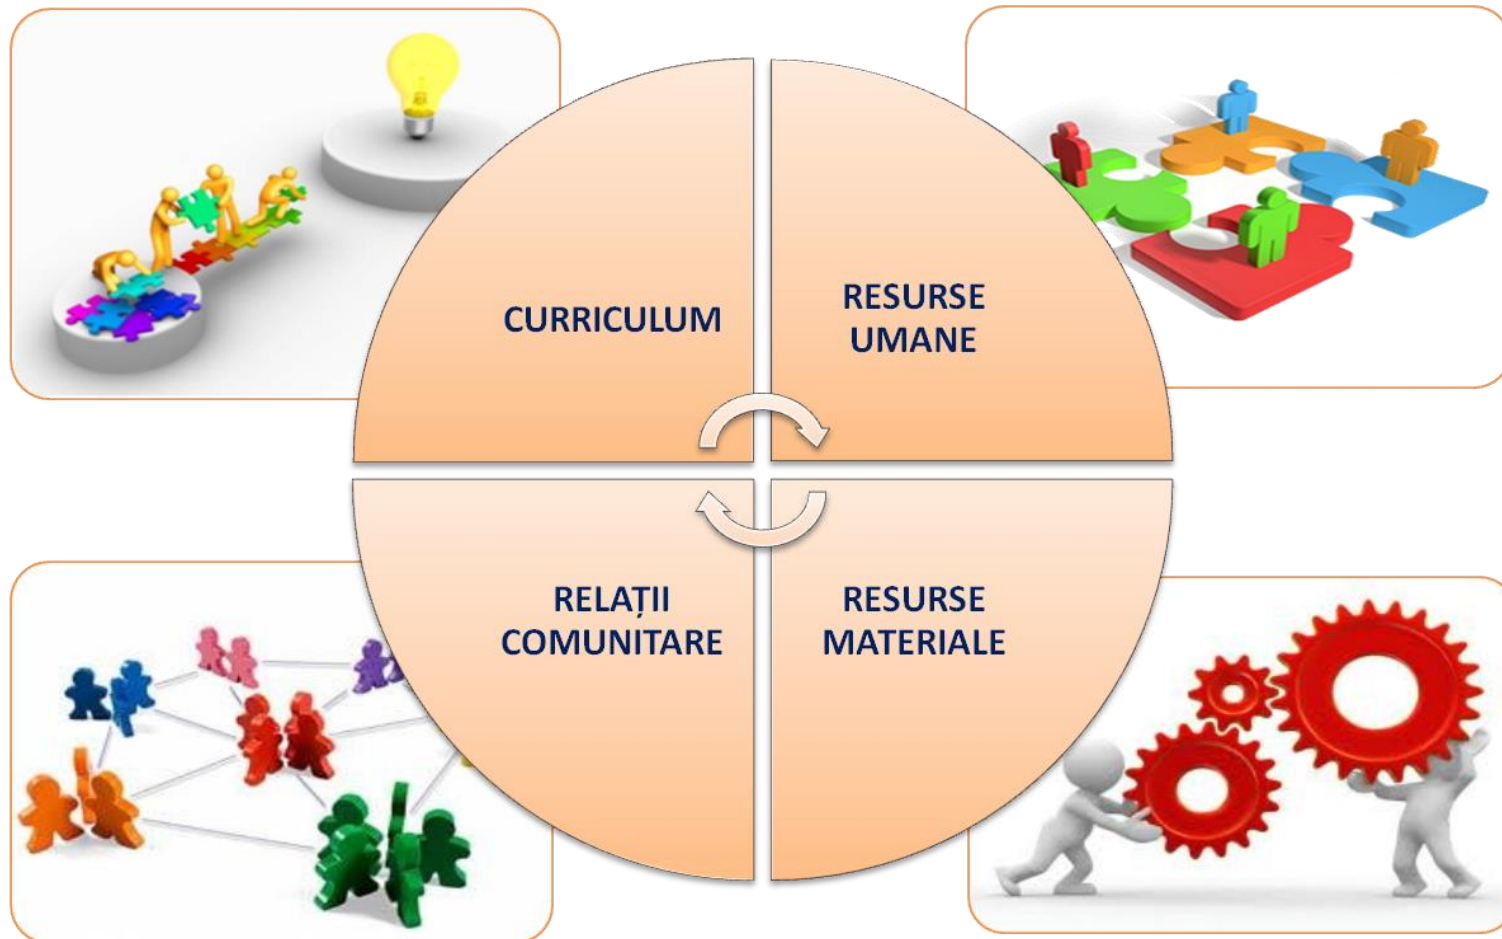 CURRICULUM
RESURSE
UMANE
RELAȚII
COMUNITARE
RESURSE
MATERIALE